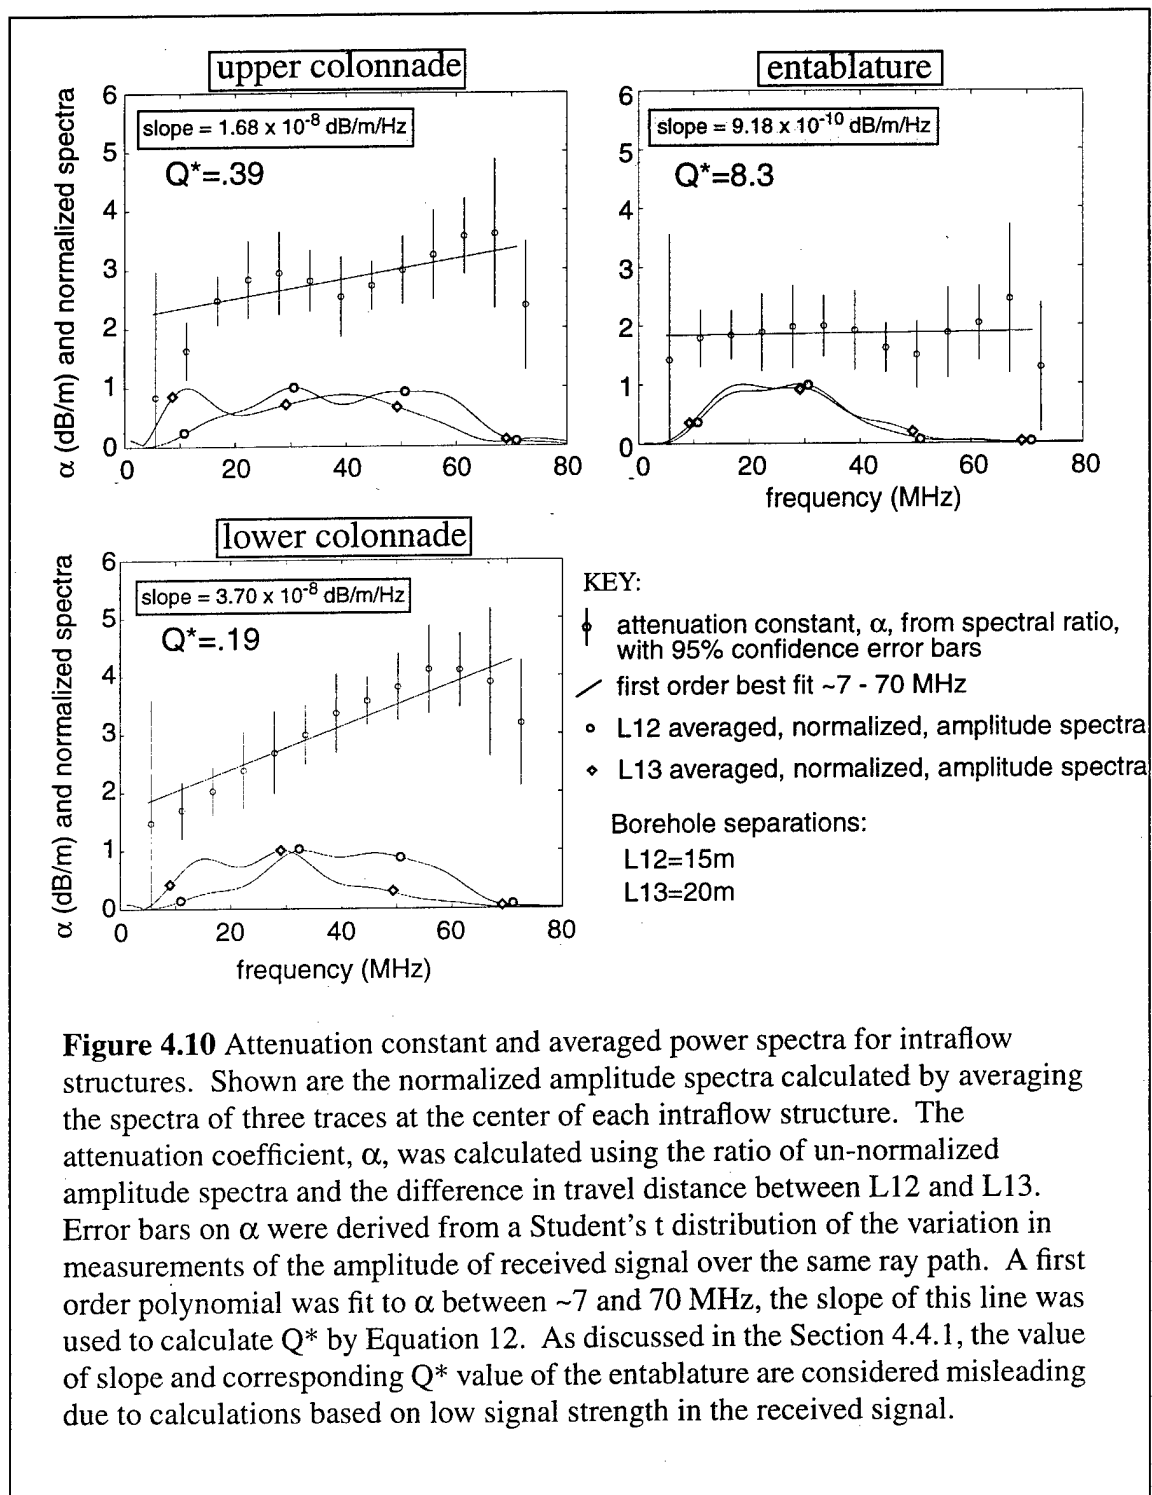 upper colonnade
slope = 1.68 x 10-8 dB/m/Hz
Q*=.39
α (dB/m) and normalized spectra
6
5
4
3
2
1
0
0 20 40 60 80
entablature
slope = 9.18 x 10-10 dB/m/Hz
Q*=8.3
6
5
4
3
2
1
0
0 20 40 60 80
frequency (MHz)
lower colonnade
slope = 3.70 x 10-8 dB/m/Hz
Q*=.19
α (dB/m) and normalized spectra
6
5
4
3
2
1
0
0 20 40 60 80
frequency (MHz)
KEY:
attenuation constant, α, from spectral ratio,
with 95% confidence error bars
first order best fit ~7 - 70 MHz
L12 averaged, normalized, amplitude spectra
L13 averaged, normalized, amplitude spectra
Borehole separations:
L12=15m
L13=20m
Figure 4.10 Attenuation constant and averaged power spectra for intraflow
structures. Shown are the normalized amplitude spectra calculated by averaging
the spectra of three traces at the center of each intraflow structure. The
attenuation coefficient, α, was calculated using the ratio of un-normalized
amplitude spectra and the difference in travel distance between L12 and L13.
Error bars on α were derived from a Student's t distribution of the variation in
measurements of the amplitude of received signal over the same ray path. A first
order polynomial was fit to α between ~7 and 70 MHz, the slope of this line was
used to calculate Q* by Equation 12. As discussed in the Section 4.4.1, the value
of slope and corresponding Q* value of the entablature are considered misleading
due to calculations based on low signal strength in the received signal.